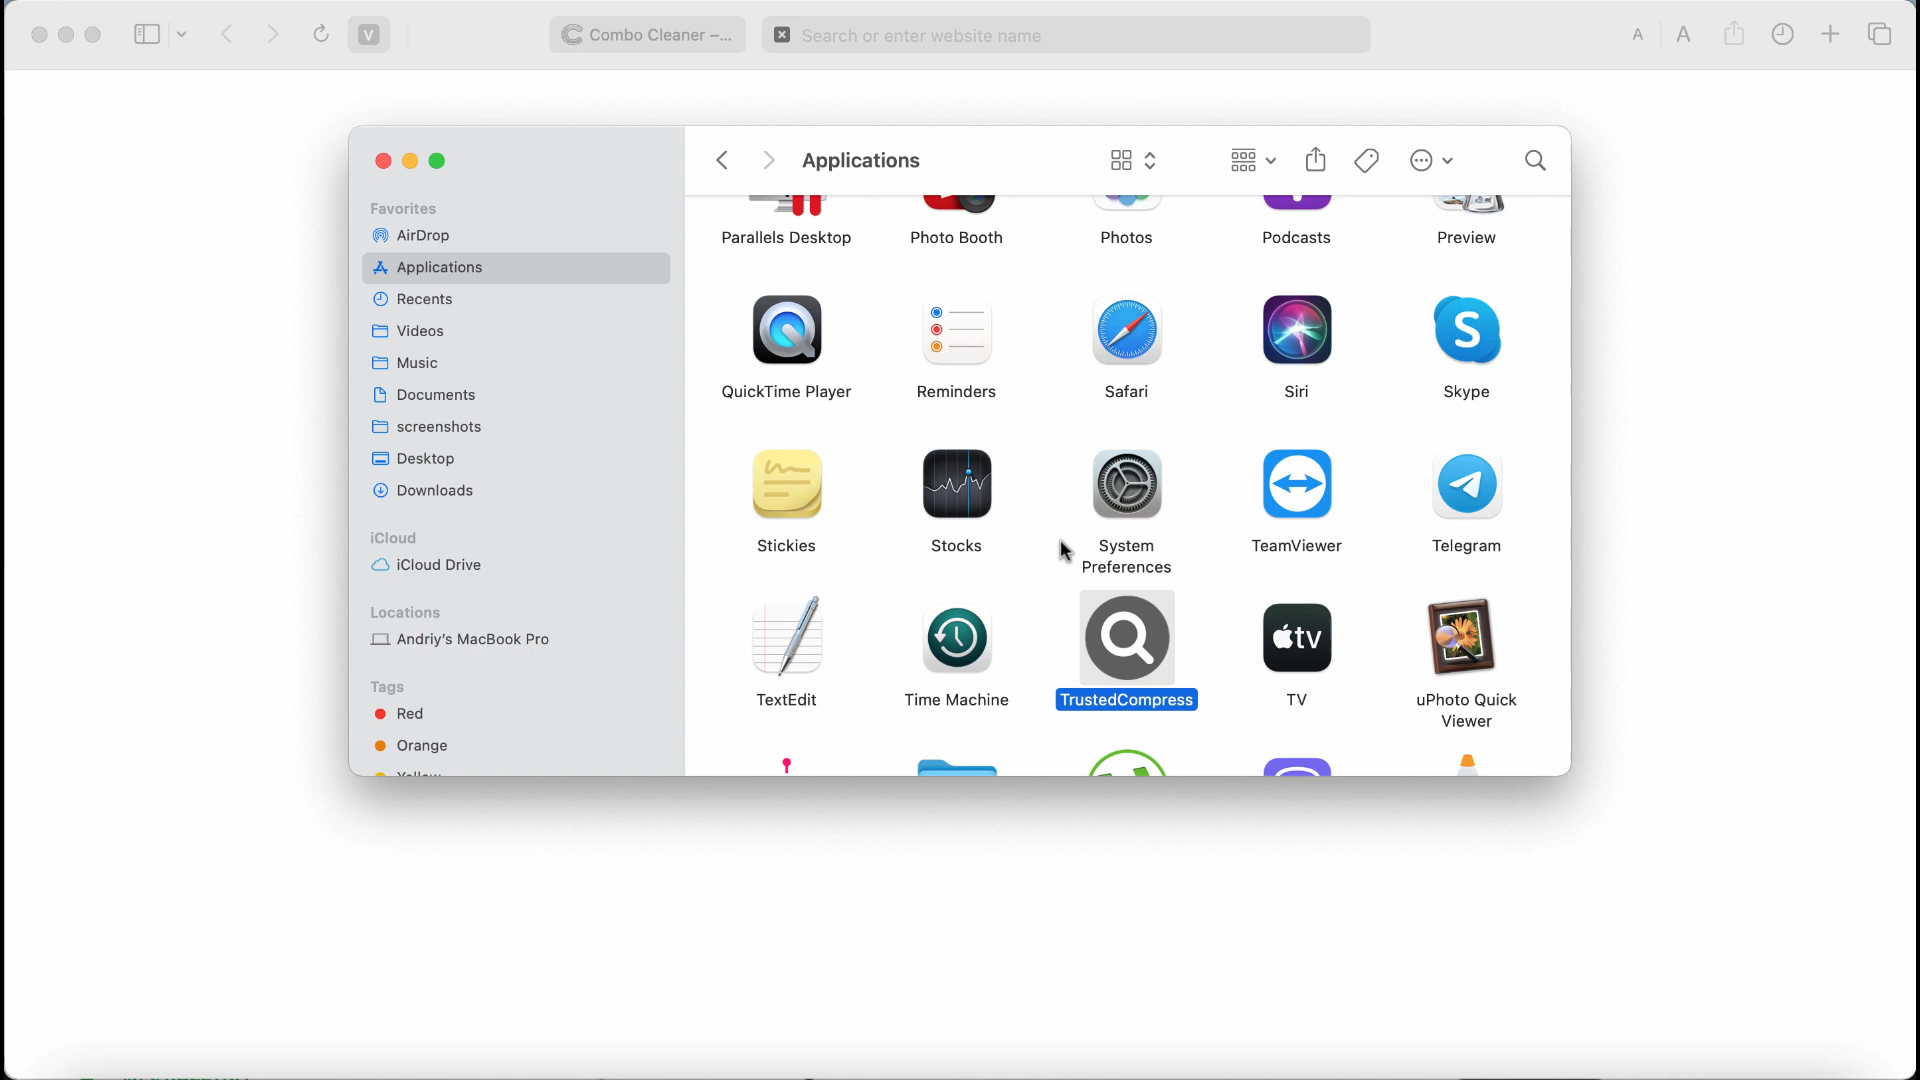 V
Combo Cleaner –...
Search or enter website name
A
A
Applications
Favorites
AirDrop
Applications
Recents
Videos
Music
Documents
screenshots
Desktop
Downloads
iCloud
iCloud Drive
Locations
Andriy's MacBook Pro
Tags
Red
Orange
Yellow
Parallels Desktop
Photo Booth
Photos
Podcasts
Preview
QuickTime Player
Reminders
Safari
Siri
S
Skype
Stickies
Stocks
System
Preferences
TeamViewer
Telegram
TextEdit
Time Machine
TrustedCompress
tv
TV
uPhoto Quick
Viewer